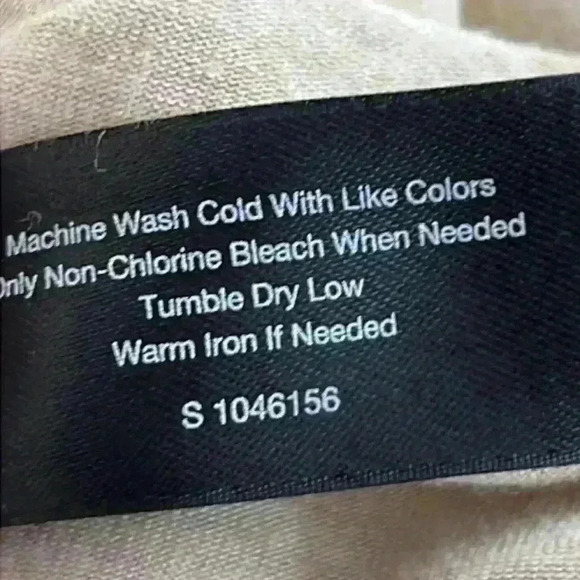 Machine Wash Cold With Like Colors
Only Non-Chlorine Bleach When Needed
Tumble Dry Low
Warm Iron If Needed
S 1046156